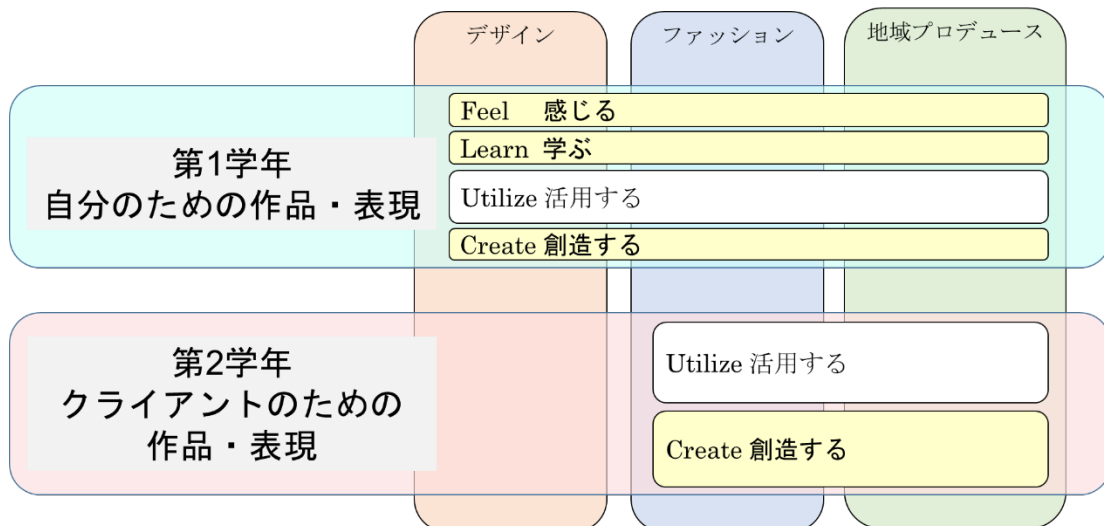 デザイン
ファッション
地域プロデュース
第1学年
自分のための作品・表現
Feel 感じる
Learn 学ぶ
Utilize 活用する
Create 創造する
第2学年
クライアントのための
作品・表現
Utilize 活用する
Create 創造する